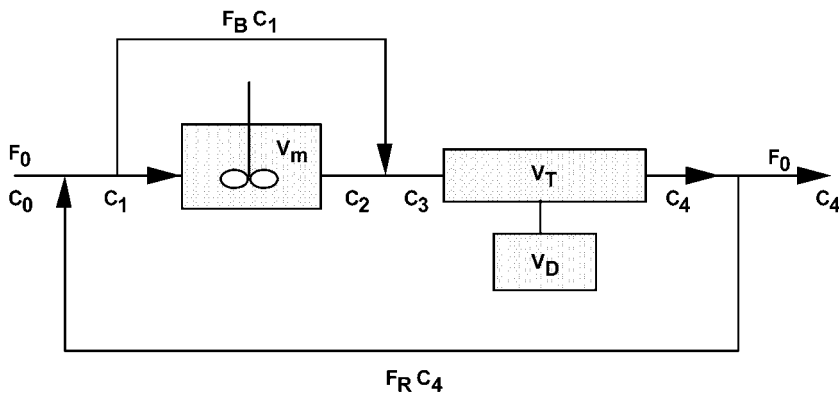 F_B C_1
F_0
V_m
F_0
V_T
C_0
C_1
C_2
C_3
C_4
C_4
V_D
F_R C_4